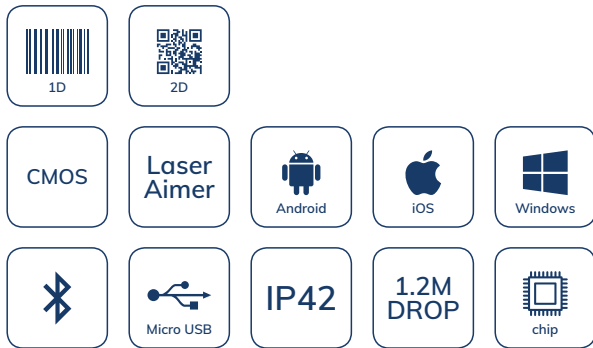 1D
2D
CMOS
Laser
Aimer
Android
iOS
Windows
Micro USB
IP42
1.2M
DROP
chip